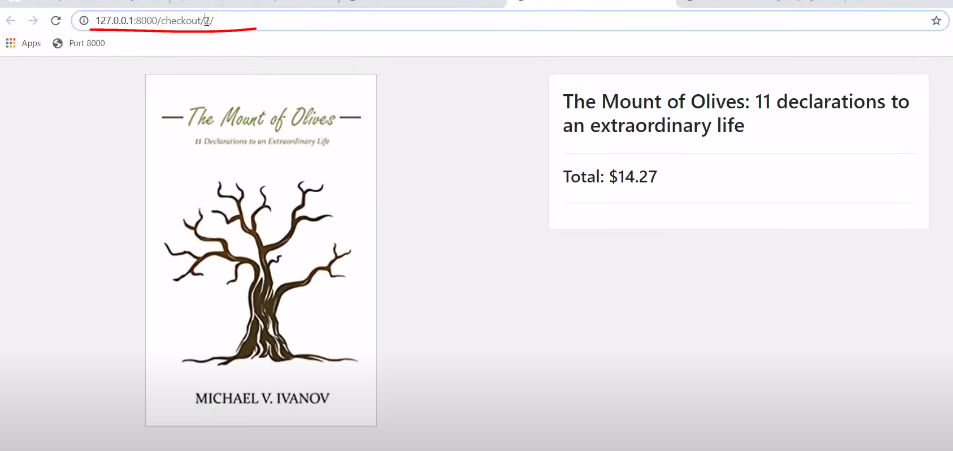 127.0.0.1:8000/checkout/2/
Apps
Port 8000
The Mount of Olives
11 Declarations to an Extraordinary Life
MICHAEL V. IVANOV
The Mount of Olives: 11 declarations to
an extraordinary life
Total: $14.27